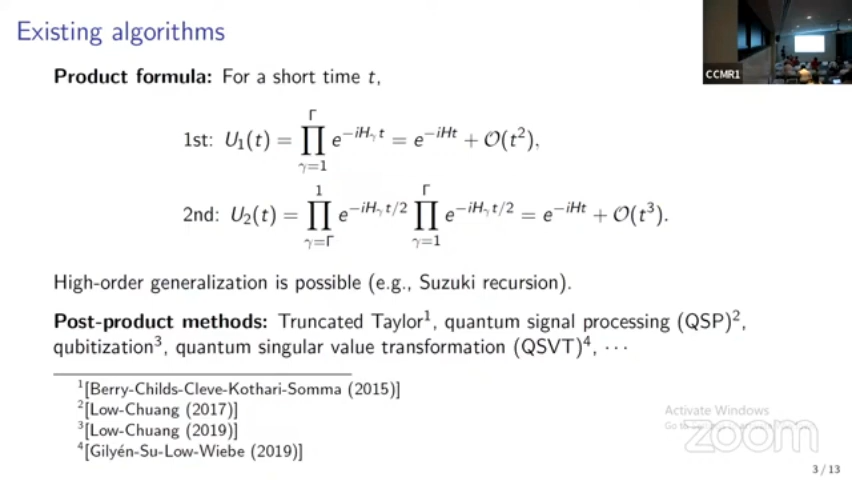 Existing algorithms
CCMR1
Product formula: For a short time t,
1st: U₁(t) = ∏_{γ=1}^{Γ} e^{−iH_γ t} = e^{−iHt} + 𝒪(t²),
2nd: U₂(t) = ∏_{γ=Γ}^{1} e^{−iH_γ t/2} ∏_{γ=1}^{Γ} e^{−iH_γ t/2} = e^{−iHt} + 𝒪(t³).
High-order generalization is possible (e.g., Suzuki recursion).
Post-product methods: Truncated Taylor¹, quantum signal processing (QSP)²,
qubitization³, quantum singular value transformation (QSVT)⁴, ⋯
¹[Berry-Childs-Cleve-Kothari-Somma (2015)]
²[Low-Chuang (2017)]
³[Low-Chuang (2019)]
⁴[Gilyén-Su-Low-Wiebe (2019)]
Activate Windows
Go to
zoom
3 / 13